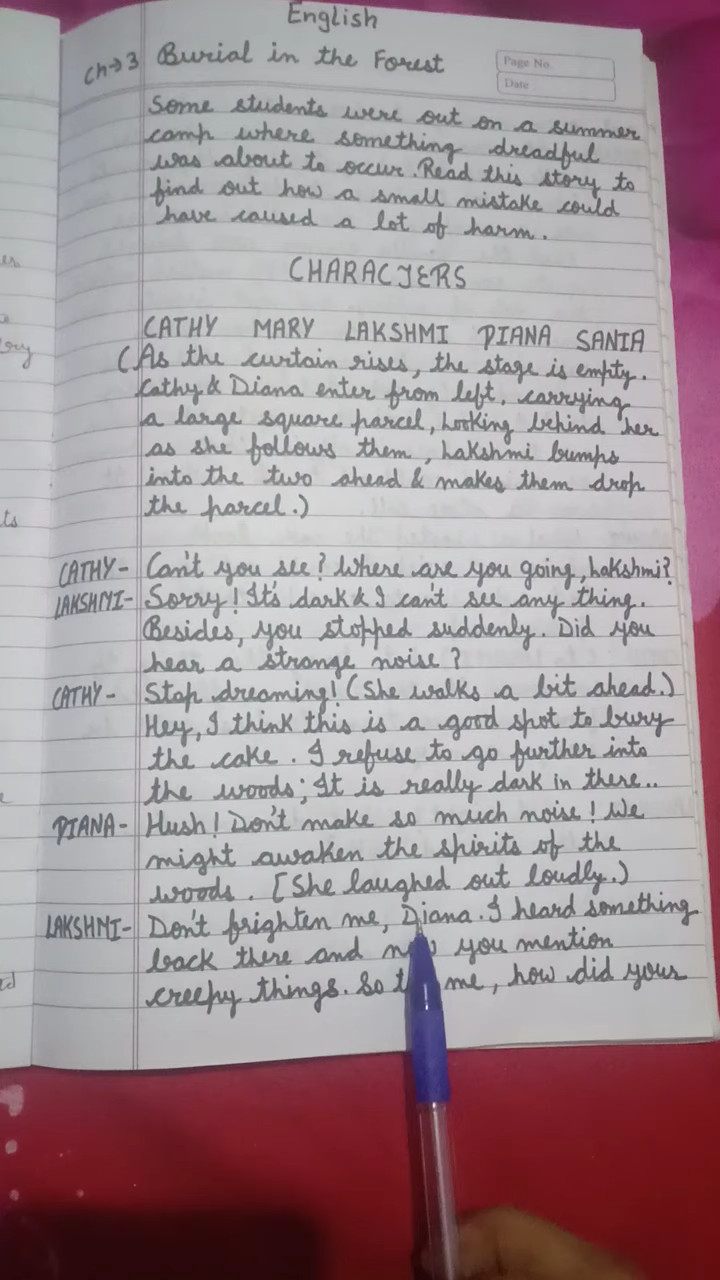 English
Ch→3 Burial in the Forest
Page No.
Date
Some students were out on a summer
camp where something dreadful
was about to occur. Read this story to
find out how a small mistake could
have caused a lot of harm.
CHARACTERS
CATHY MARY LAKSHMI DIANA SANIA
(As the curtain rises, the stage is empty.
Cathy & Diana enter from left, carrying
a large square parcel, Looking behind her
as she follows them, Lakshmi bumps
into the two ahead & makes them drop
the parcel.)
CATHY- Can't you see? Where are you going, Lakshmi?
LAKSHMI- Sorry! It's dark & I can't see any thing.
Besides, you stopped suddenly. Did you
hear a strange noise?
CATHY- Stop dreaming! (She walks a bit ahead.)
Hey, I think this is a good spot to bury
the cake. I refuse to go further into
the woods; It is really dark in there..
DIANA- Hush! Don't make so much noise! We
might awaken the spirits of the
woods. [She laughed out loudly.)
LAKSHMI- Don't frighten me, Diana. I heard something
back there and you mention
creepy things. So me, how did your